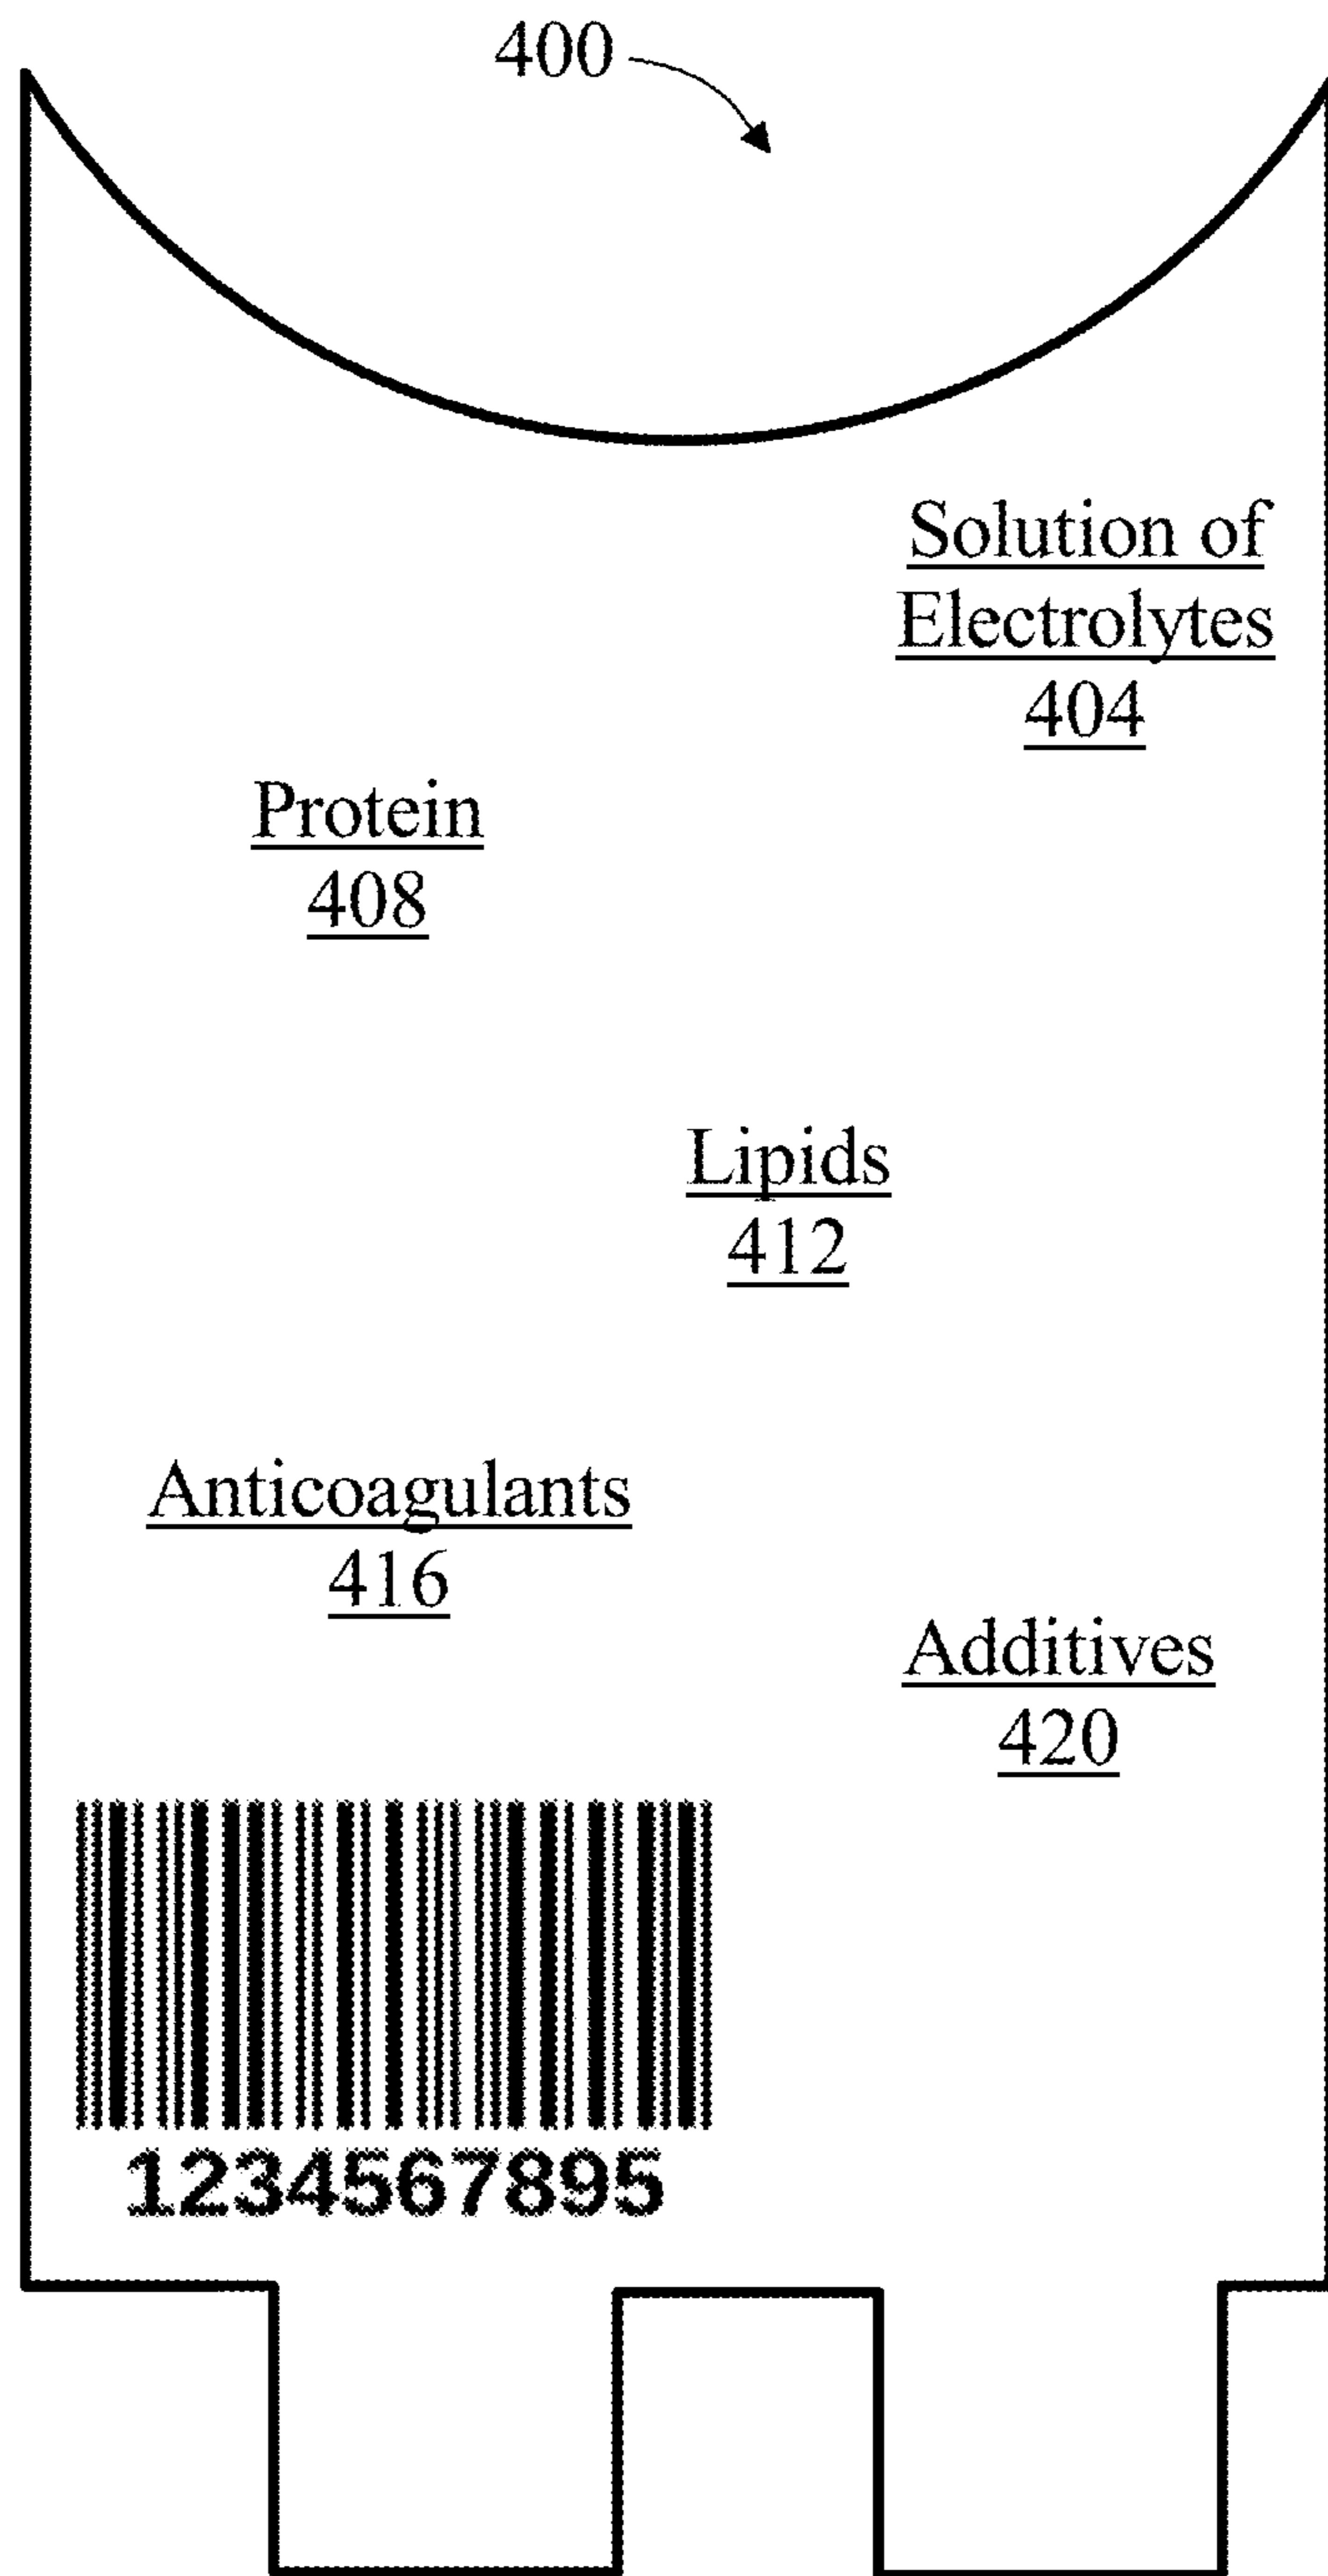 400
Solution of
Electrolytes
404
Protein
408
Lipids
412
Anticoagulants
416
Additives
420
1234567895